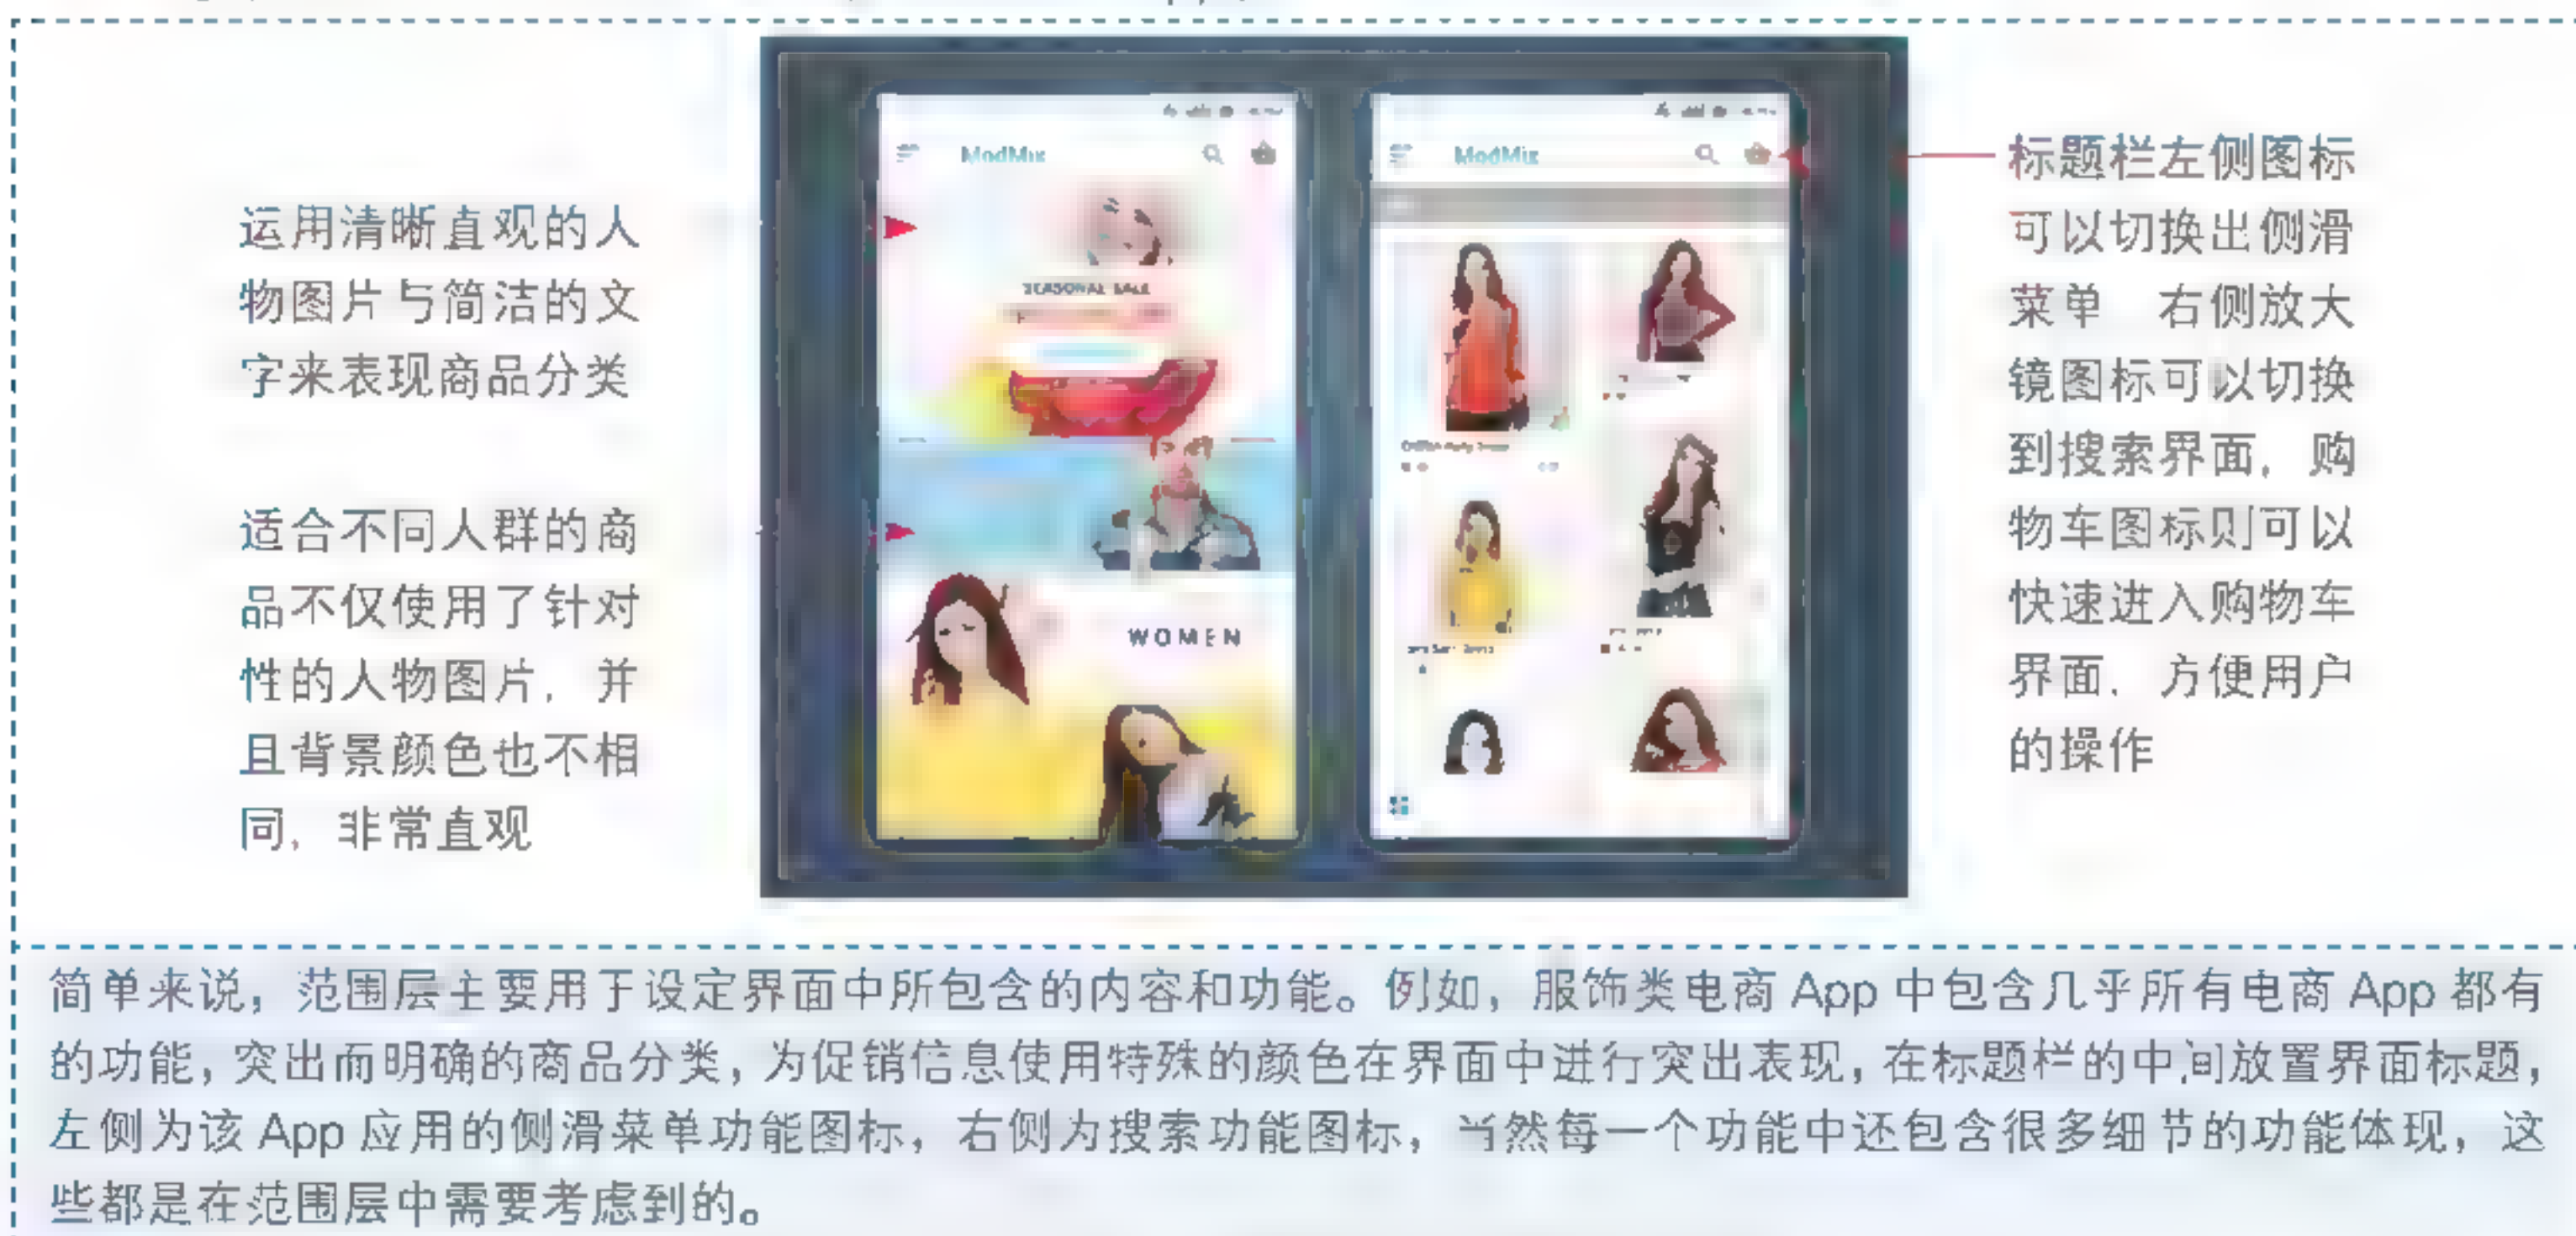 运用清晰直观的人
物图片与简洁的文
字来表现商品分类
适合不同人群的商
品不仅使用了针对
性的人物图片，并
且背景颜色也不相
同，非常直观
ModMix
SEASONAL SALE
WOMEN
ModMix
标题栏左侧图标
可以切换出侧滑
菜单 右侧放大
镜图标可以切换
到搜索界面，购
物车图标则可以
快速进入购物车
界面，方便用户
的操作
简单来说，范围层主要用于设定界面中所包含的内容和功能。例如，服饰类电商 App 中包含几乎所有电商 App 都有
的功能，突出而明确的商品分类，为促销信息使用特殊的颜色在界面中进行突出表现，在标题栏的中间放置界面标题，
左侧为该 App 应用的侧滑菜单功能图标，右侧为搜索功能图标，当然每一个功能中还包含很多细节的功能体现，这
些都是在范围层中需要考虑到的。